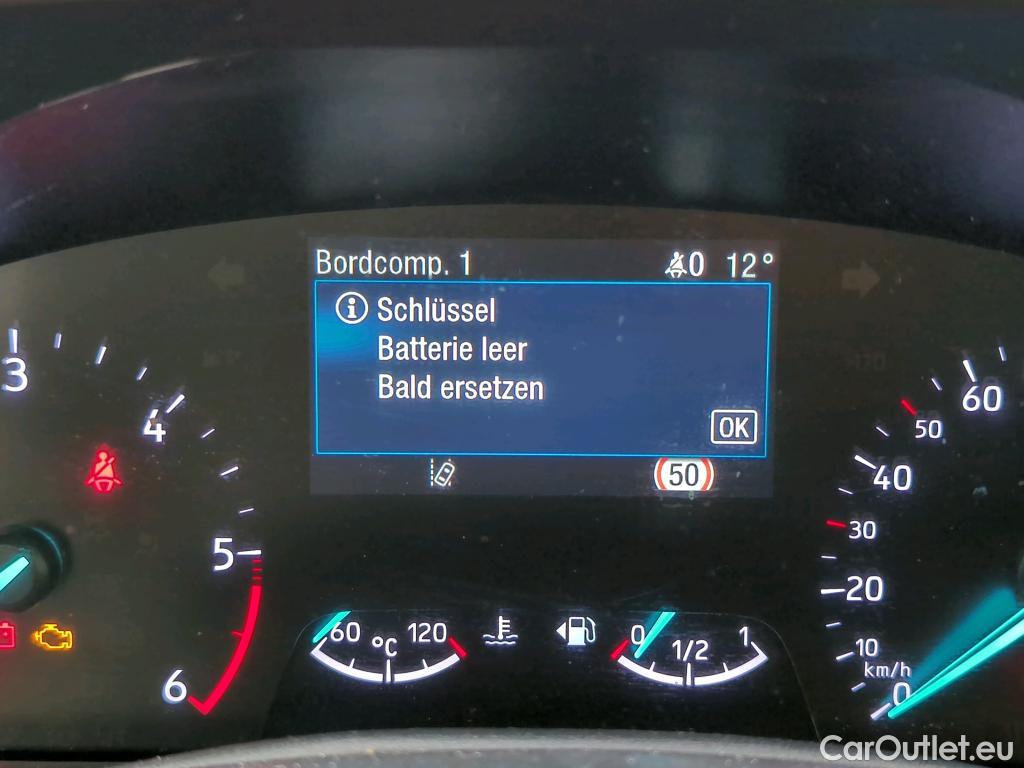 Bordcomp. 1
0 12°
Schlüssel
Batterie leer
Bald ersetzen
OK
50
3
4
5
6
60 °C 120
0 1/2 1
60
50
40
30
20
10
km/h
0
CarOutlet.eu